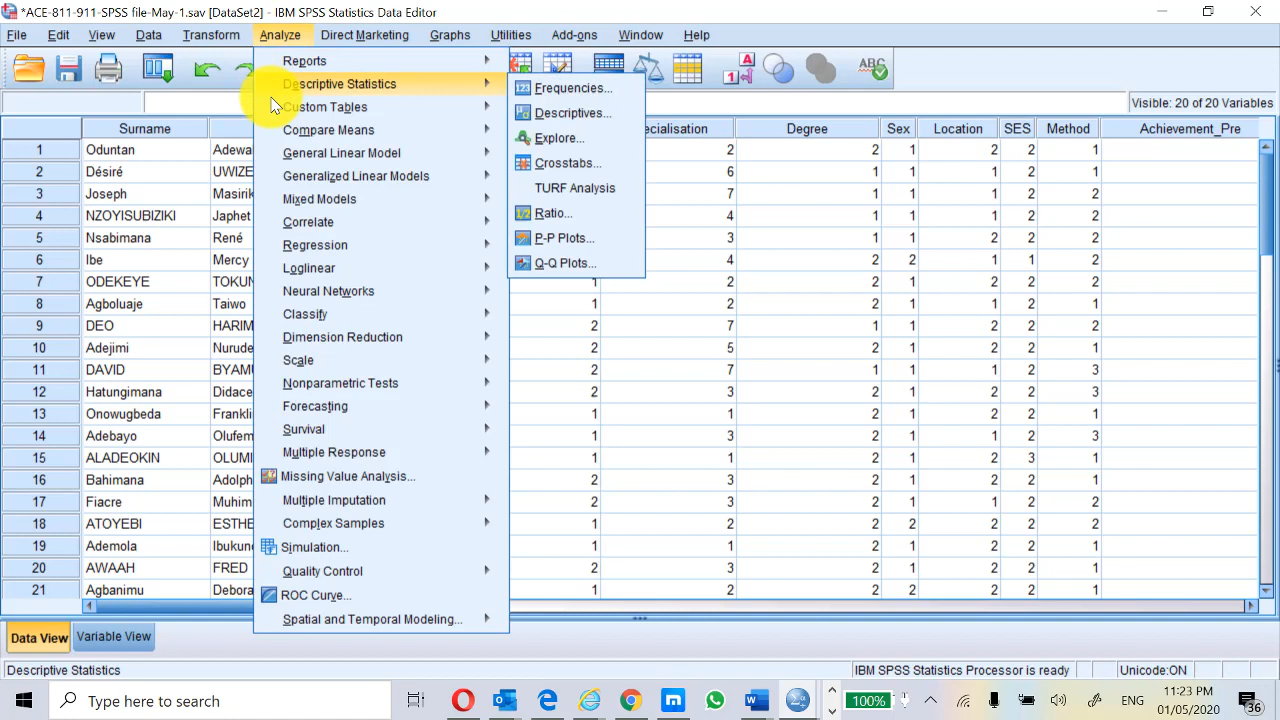 *ACE-811-911-SPSS file-May-1.sav [DataSet2] - IBM SPSS Statistics Data Editor
File Edit View Data Transform Analyze Direct Marketing Graphs Utilities Add-ons Window Help
Visible: 20 of 20 Variables
Reports
Descriptive Statistics
Custom Tables
Compare Means
General Linear Model
Generalized Linear Models
Mixed Models
Correlate
Regression
Loglinear
Neural Networks
Classify
Dimension Reduction
Scale
Nonparametric Tests
Forecasting
Survival
Multiple Response
Missing Value Analysis...
Multiple Imputation
Complex Samples
Simulation...
Quality Control
ROC Curve...
Spatial and Temporal Modeling...
Frequencies...
Descriptives...
Explore...
Crosstabs...
TURF Analysis
Ratio...
P-P Plots...
Q-Q Plots...
Surname ecialisation Degree Sex Location SES Method Achievement_Pre
1 Oduntan Adewa 2 2 1 2 2 1
2 Désiré UWIZE 6 1 1 1 2 1
3 Joseph Masirik 7 1 1 1 2 2
4 NZOYISUBIZIKI Japhet 4 1 1 1 2 2
5 Nsabimana René 3 1 1 2 2 2
6 Ibe Mercy 4 2 2 1 1 2
7 ODEKEYE TOKUN 1 2 2 1 2 2 1
8 Agboluaje Taiwo 1 2 2 1 2 2 1
9 DEO HARIM 2 7 1 1 2 2 2
10 Adejimi Nurude 2 5 2 1 2 2 1
11 DAVID BYAMU 2 7 1 1 1 2 3
12 Hatungimana Didace 2 3 2 1 2 2 1
13 Onowugbeda Frankli 1 1 2 1 2 2 1
14 Adebayo Olufem 1 3 2 1 1 2 3
15 ALADEOKIN OLUMI 1 1 2 1 2 3 1
16 Bahimana Adolph 2 3 2 1 2 2 1
17 Fiacre Muhim 2 3 1 1 1 2 2
18 ATOYEBI ESTHE 1 2 2 2 2 2 2
19 Ademola Ibukun 1 1 2 1 2 2 1
20 AWAAH FRED 2 3 2 1 2 2 1
21 Agbanimu Debora 1 2 2 2 2 2 1
Data View Variable View
Descriptive Statistics IBM SPSS Statistics Processor is ready Unicode:ON
Type here to search
100%
ENG
11:23 PM
01/05/2020
36